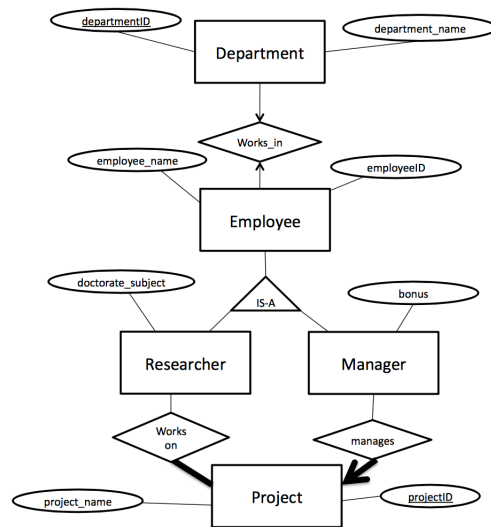 departmentID
department_name
Department
Works_in
employee_name
employeeID
Employee
doctorate_subject
IS-A
bonus
Researcher
Manager
Works
on
manages
Project
project_name
projectID